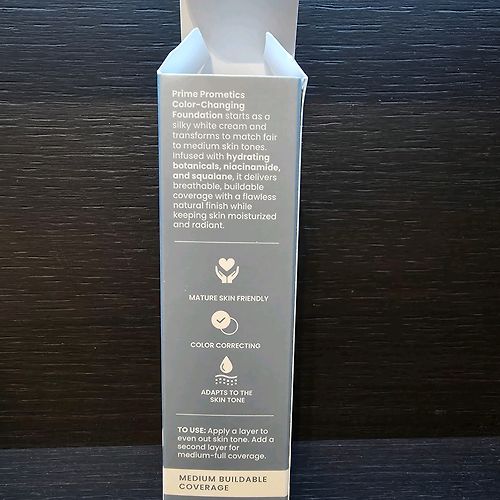 Prime Prometics
Color-Changing
Foundation starts as a
silky white cream and
transforms to match fair
to medium skin tones.
Infused with hydrating
botanicals, niacinamide,
and squalane, it delivers
breathable, buildable
coverage with a flawless
natural finish while
keeping skin moisturized
and radiant.
MATURE SKIN FRIENDLY
COLOR CORRECTING
ADAPTS TO THE
SKIN TONE
TO USE: Apply a layer to
even out skin tone. Add a
second layer for
medium-full coverage.
MEDIUM BUILDABLE
COVERAGE